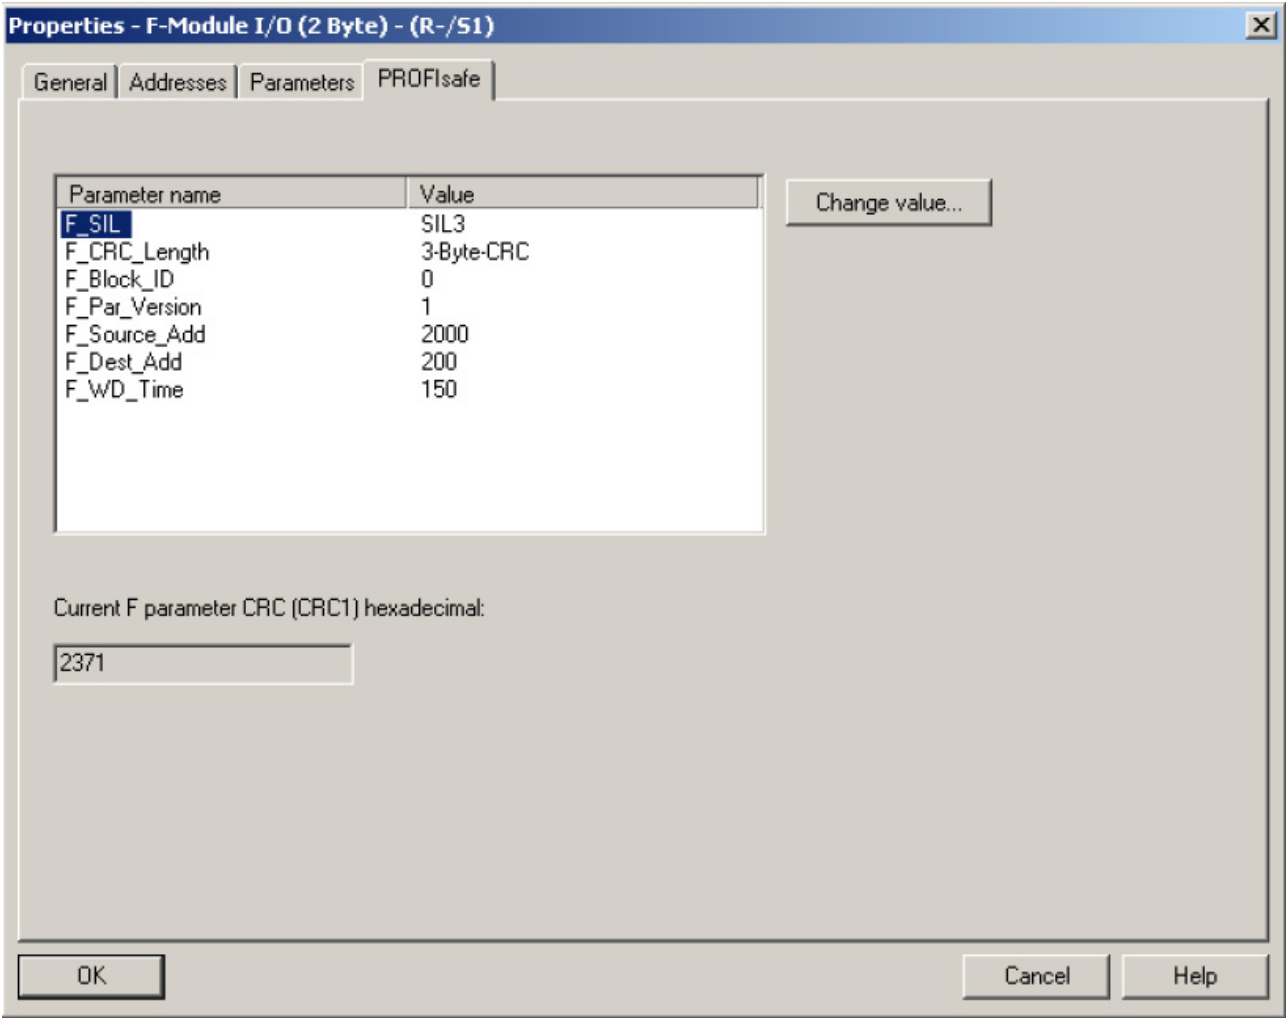 Properties - F-Module I/O (2 Byte) - (R-/S1)
General Addresses Parameters PROFIsafe
Parameter name Value
F_SIL SIL3
F_CRC_Length 3-Byte-CRC
F_Block_ID 0
F_Par_Version 1
F_Source_Add 2000
F_Dest_Add 200
F_WD_Time 150
Change value...
Current F parameter CRC (CRC1) hexadecimal:
2371
OK Cancel Help